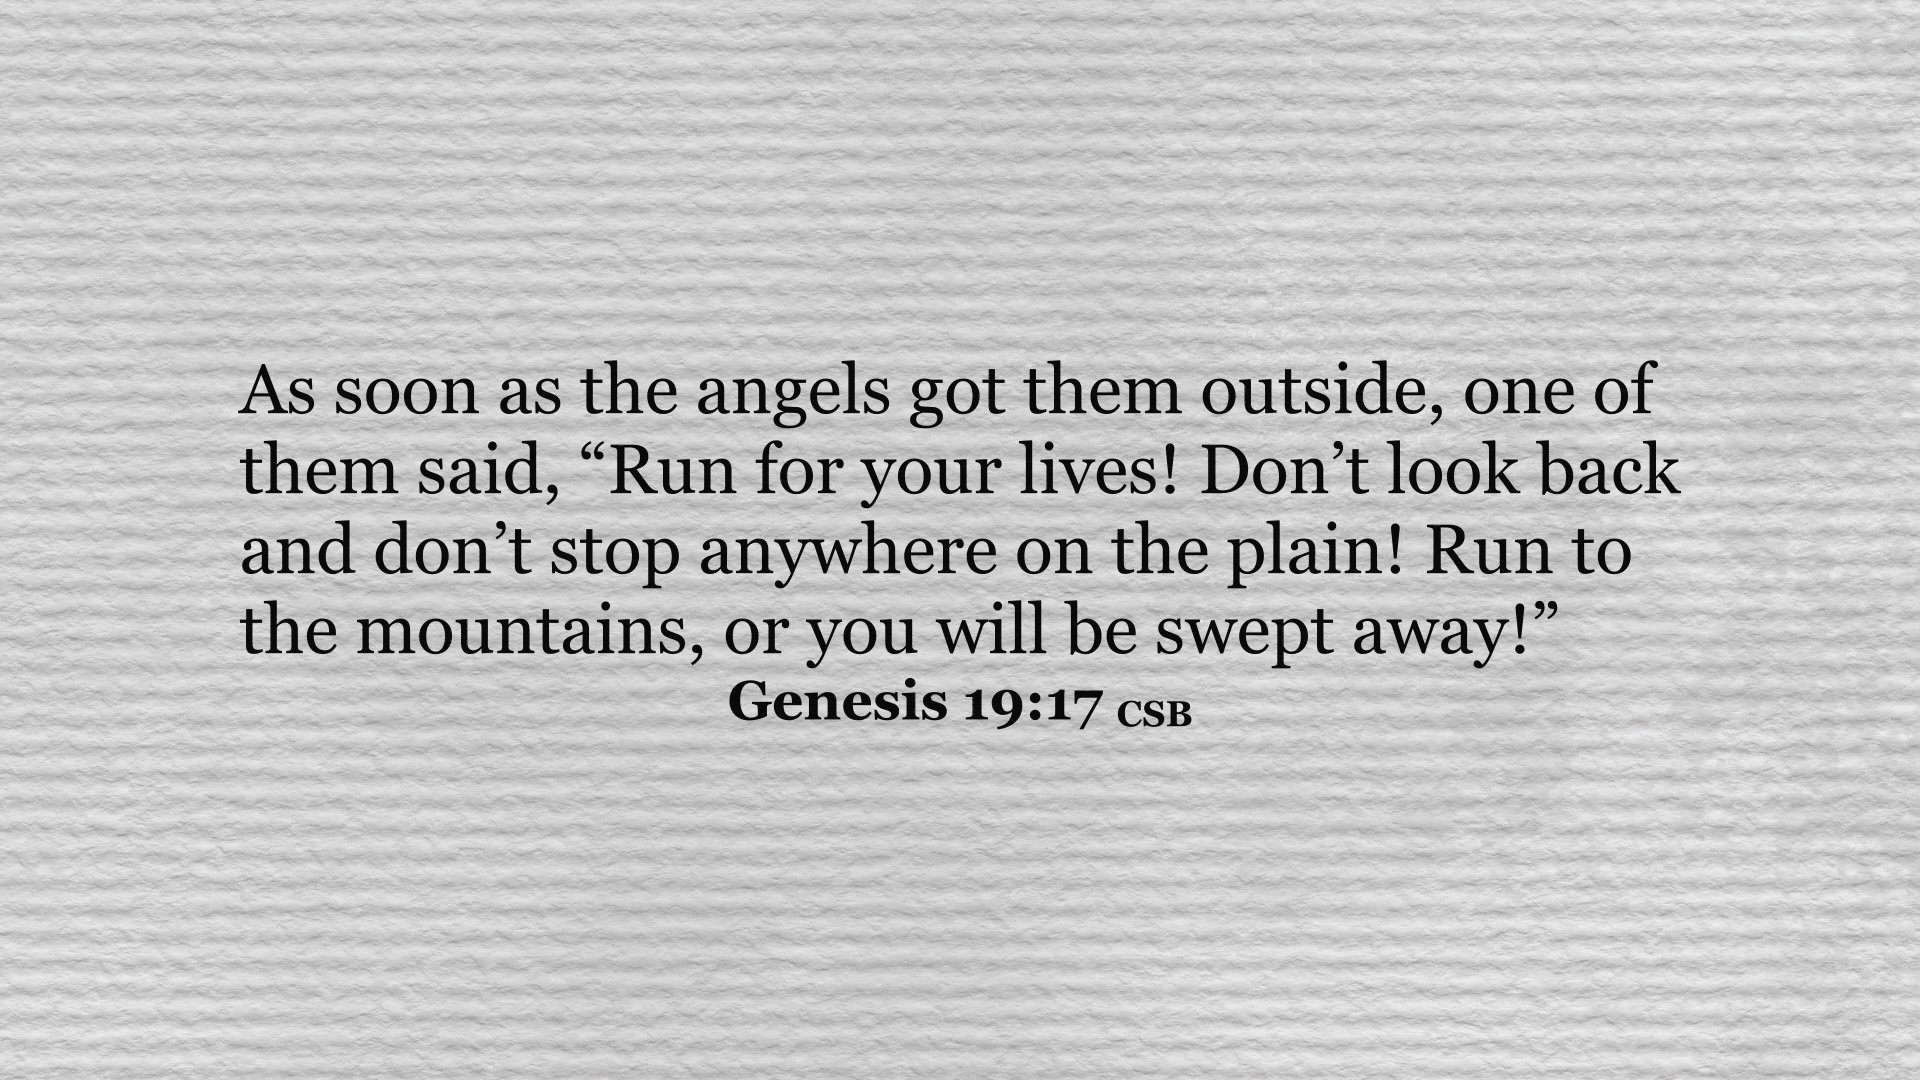 As soon as the angels got them outside, one of
them said, “Run for your lives! Don’t look back
and don’t stop anywhere on the plain! Run to
the mountains, or you will be swept away!”
Genesis 19:17 CSB